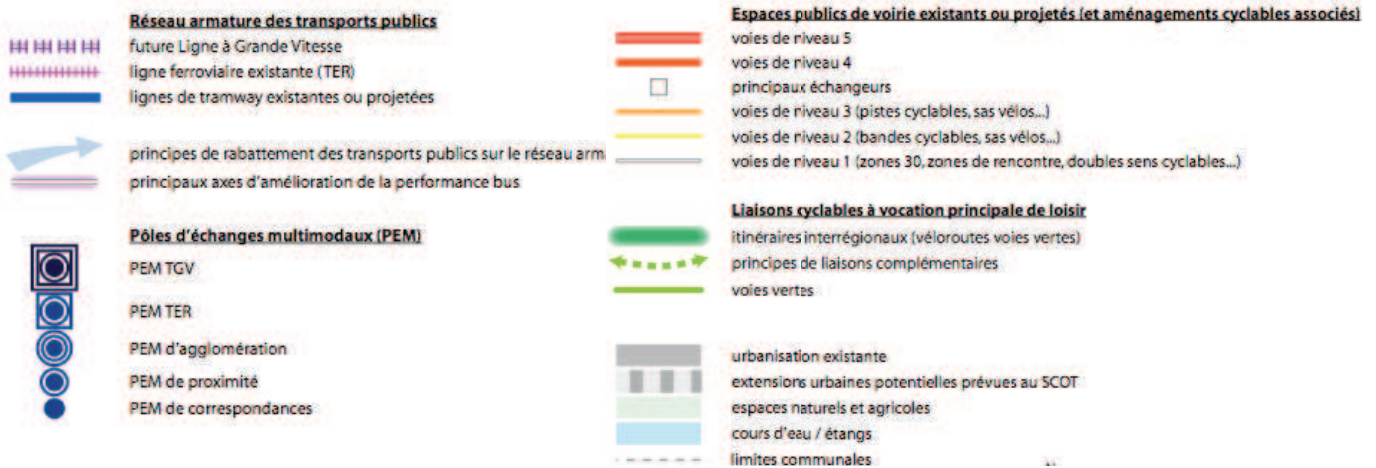 Réseau armature des transports publics
future Ligne à Grande Vitesse
ligne ferroviaire existante (TER)
lignes de tramway existantes ou projetées
principes de rabattement des transports publics sur le réseau arm
principaux axes d'amélioration de la performance bus
Pôles d'échanges multimodaux (PEM)
PEM TGV
PEM TER
PEM d'agglomération
PEM de proximité
PEM de correspondances
Espaces publics de voirie existants ou projetés (et aménagements cyclables associés)
voies de niveau 5
voies de niveau 4
principaux échangeurs
voies de niveau 3 (pistes cyclables, sas vélos...)
voies de niveau 2 (bandes cyclables, sas vélos...)
voies de niveau 1 (zones 30, zones de rencontre, doubles sens cyclables...)
Liaisons cyclables à vocation principale de loisir
itinéraires interrégionaux (véloroutes voies vertes)
principes de liaisons complémentaires
voies vertes
urbanisation existante
extensions urbaines potentielles prévues au SCOT
espaces naturels et agricoles
cours d'eau / étangs
limites communales